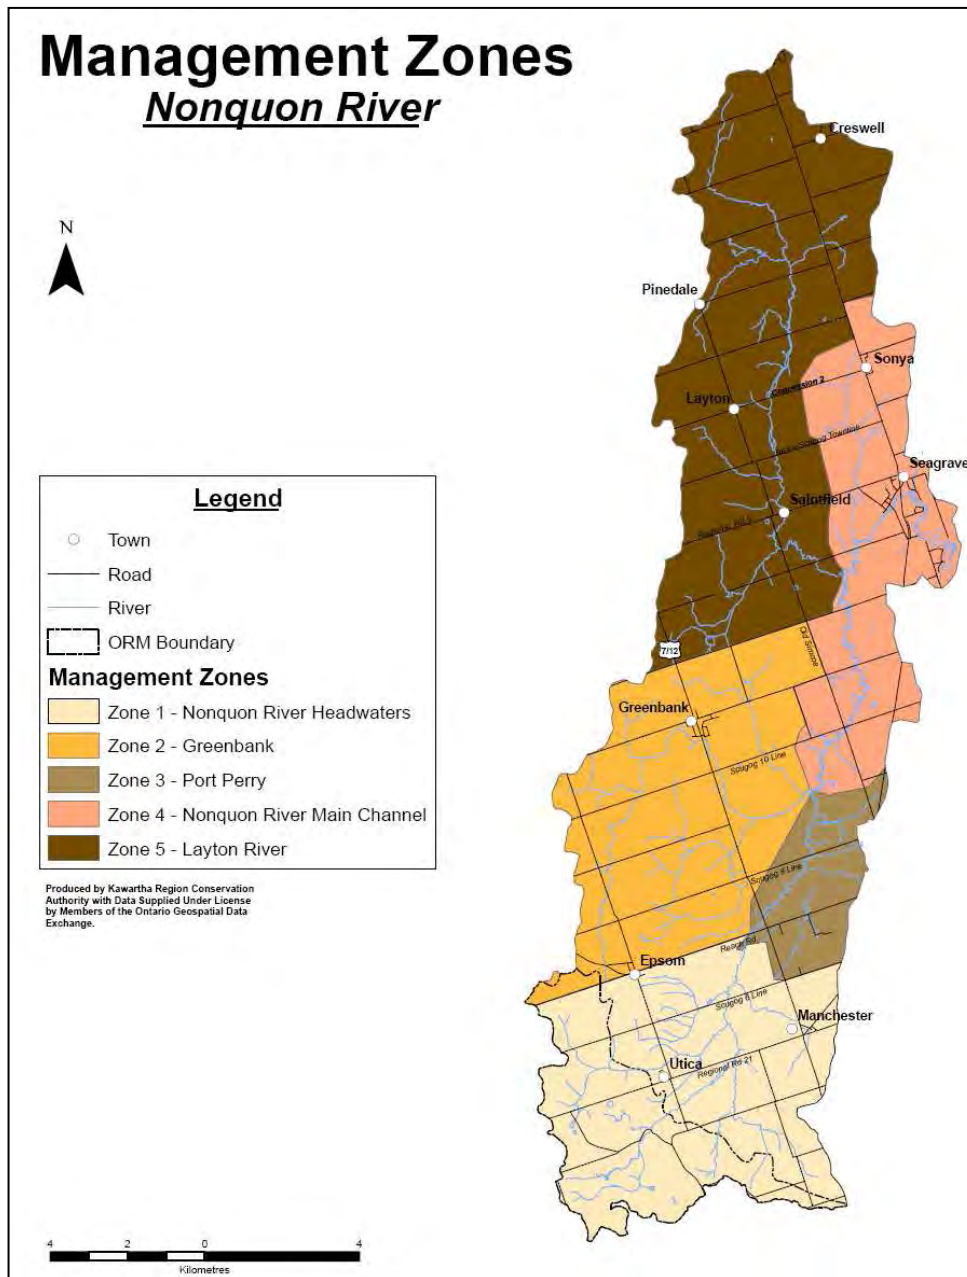 Management Zones
Nonquon River
Creswell
N
Pinedale
Sonya
Concession 2
Layton
Seagrave
Legend
Saintfield
Town
Road
River
ORM Boundary
7/12
Old Simcoe
Management Zones
Zone 1 - Nonquon River Headwaters
Greenbank
Zone 2 - Greenbank
Scugog 10 Line
Zone 3 - Port Perry
Zone 4 - Nonquon River Main Channel
Zone 5 - Layton River
Scugog 8 Line
Produced by Kawartha Region Conservation
Authority with Data Supplied Under License
by Members of the Ontario Geospatial Data
Exchange.
Reach Rd
Epsom
Scugog 6 Line
Manchester
Utica
Regional Rd 21
4 2 0 4
Kilometres